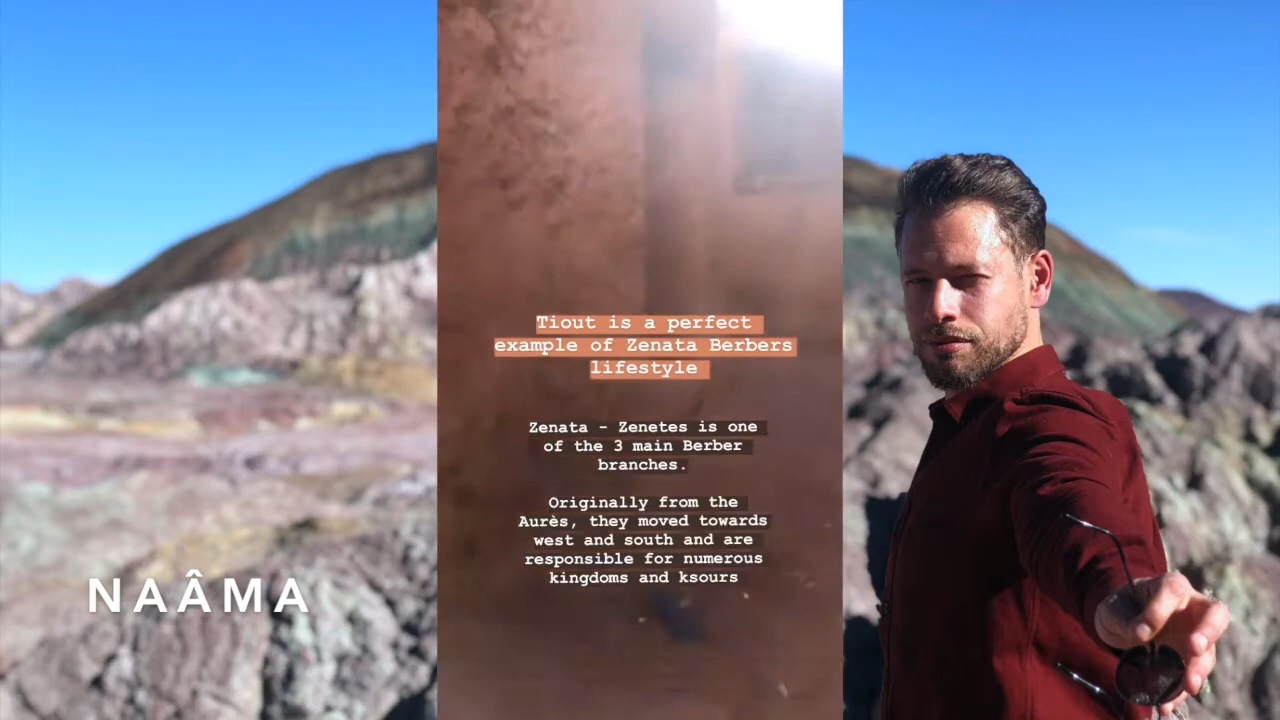 Tiout is a perfect
example of Zenata Berbers
lifestyle
Zenata - Zenetes is one
of the 3 main Berber
branches.
Originally from the
Aurès, they moved towards
west and south and are
responsible for numerous
kingdoms and ksours
NAÂMA